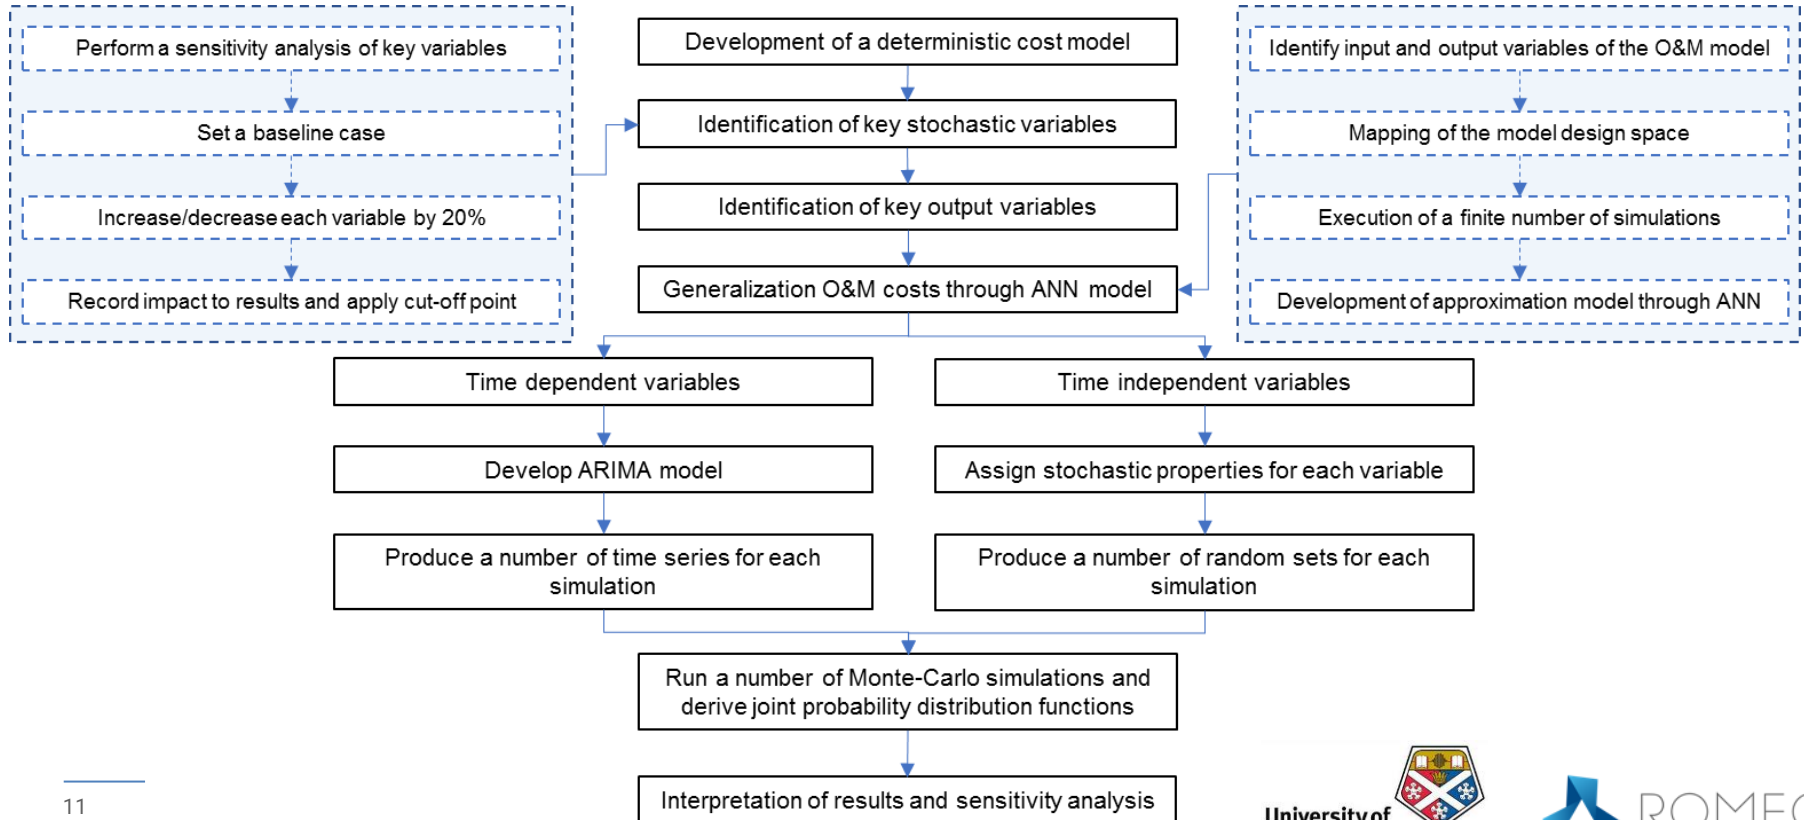 Perform a sensitivity analysis of key variables
Set a baseline case
Increase/decrease each variable by 20%
Record impact to results and apply cut-off point
Development of a deterministic cost model
Identification of key stochastic variables
Identification of key output variables
Generalization O&M costs through ANN model
Identify input and output variables of the O&M model
Mapping of the model design space
Execution of a finite number of simulations
Development of approximation model through ANN
Time dependent variables
Develop ARIMA model
Produce a number of time series for each
simulation
Time independent variables
Assign stochastic properties for each variable
Produce a number of random sets for each
simulation
Run a number of Monte-Carlo simulations and
derive joint probability distribution functions
Interpretation of results and sensitivity analysis
11
University of